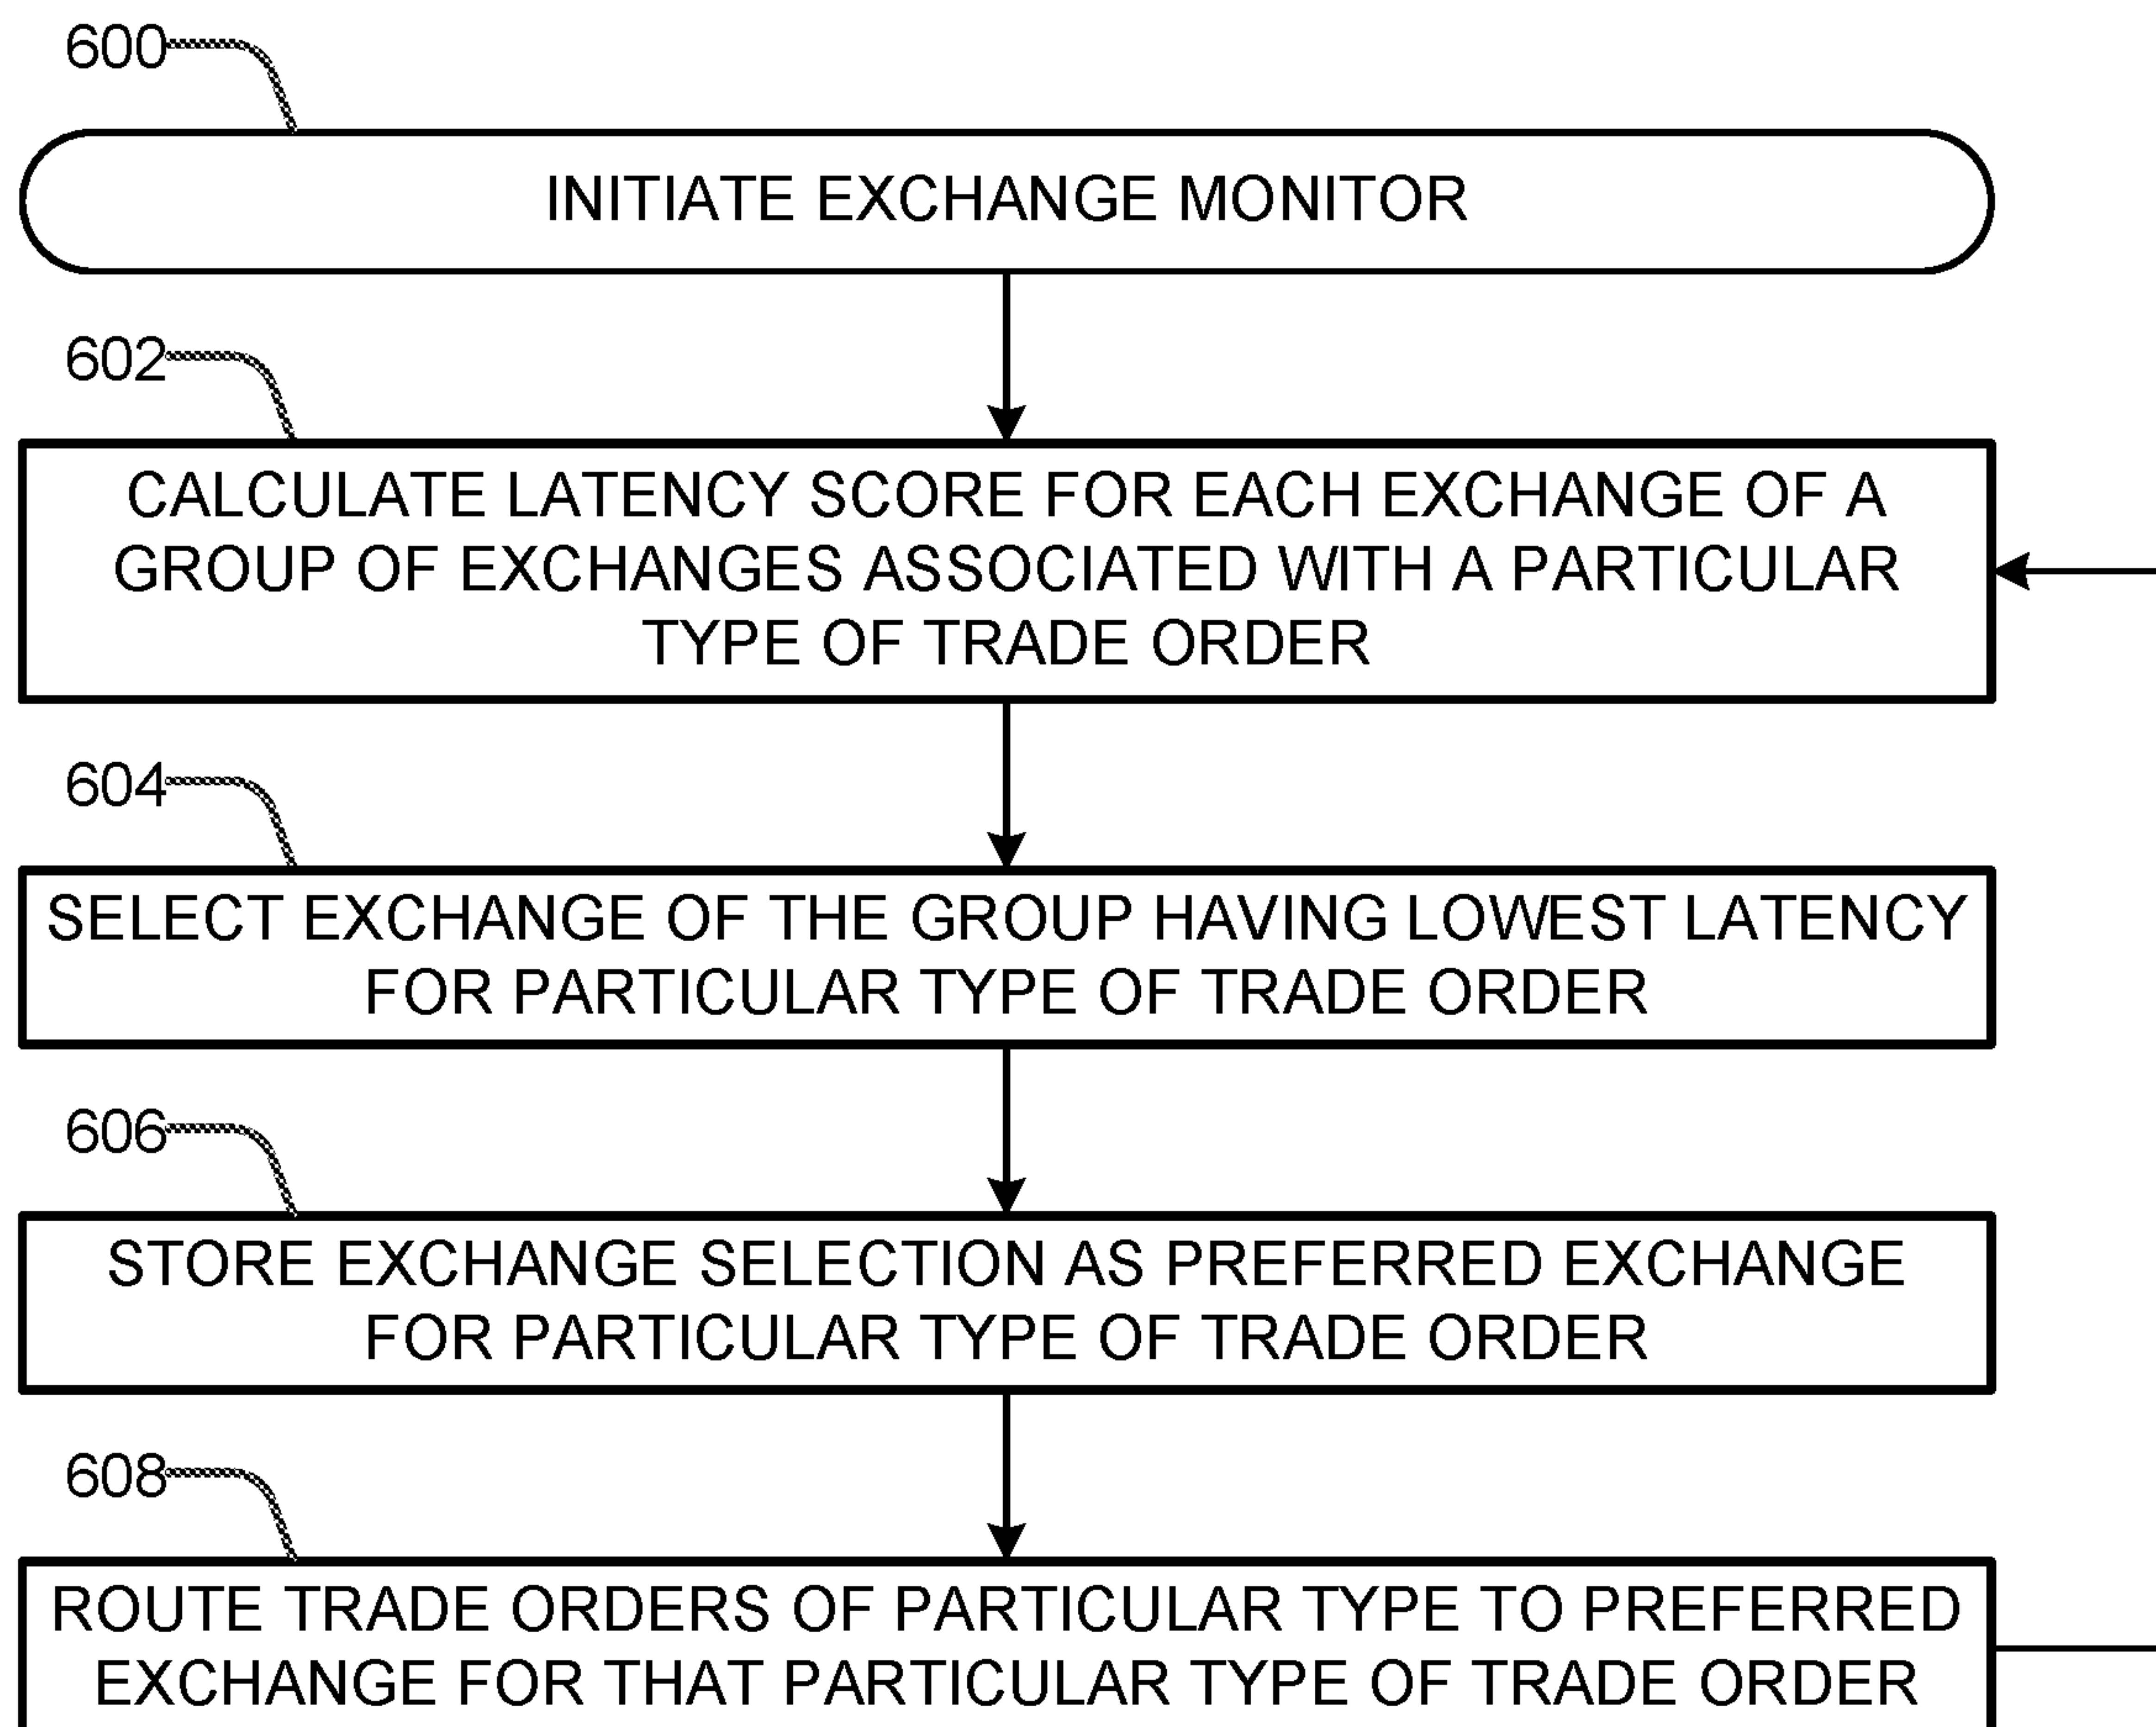 600
INITIATE EXCHANGE MONITOR
602
CALCULATE LATENCY SCORE FOR EACH EXCHANGE OF A
GROUP OF EXCHANGES ASSOCIATED WITH A PARTICULAR
TYPE OF TRADE ORDER
604
SELECT EXCHANGE OF THE GROUP HAVING LOWEST LATENCY
FOR PARTICULAR TYPE OF TRADE ORDER
606
STORE EXCHANGE SELECTION AS PREFERRED EXCHANGE
FOR PARTICULAR TYPE OF TRADE ORDER
608
ROUTE TRADE ORDERS OF PARTICULAR TYPE TO PREFERRED
EXCHANGE FOR THAT PARTICULAR TYPE OF TRADE ORDER